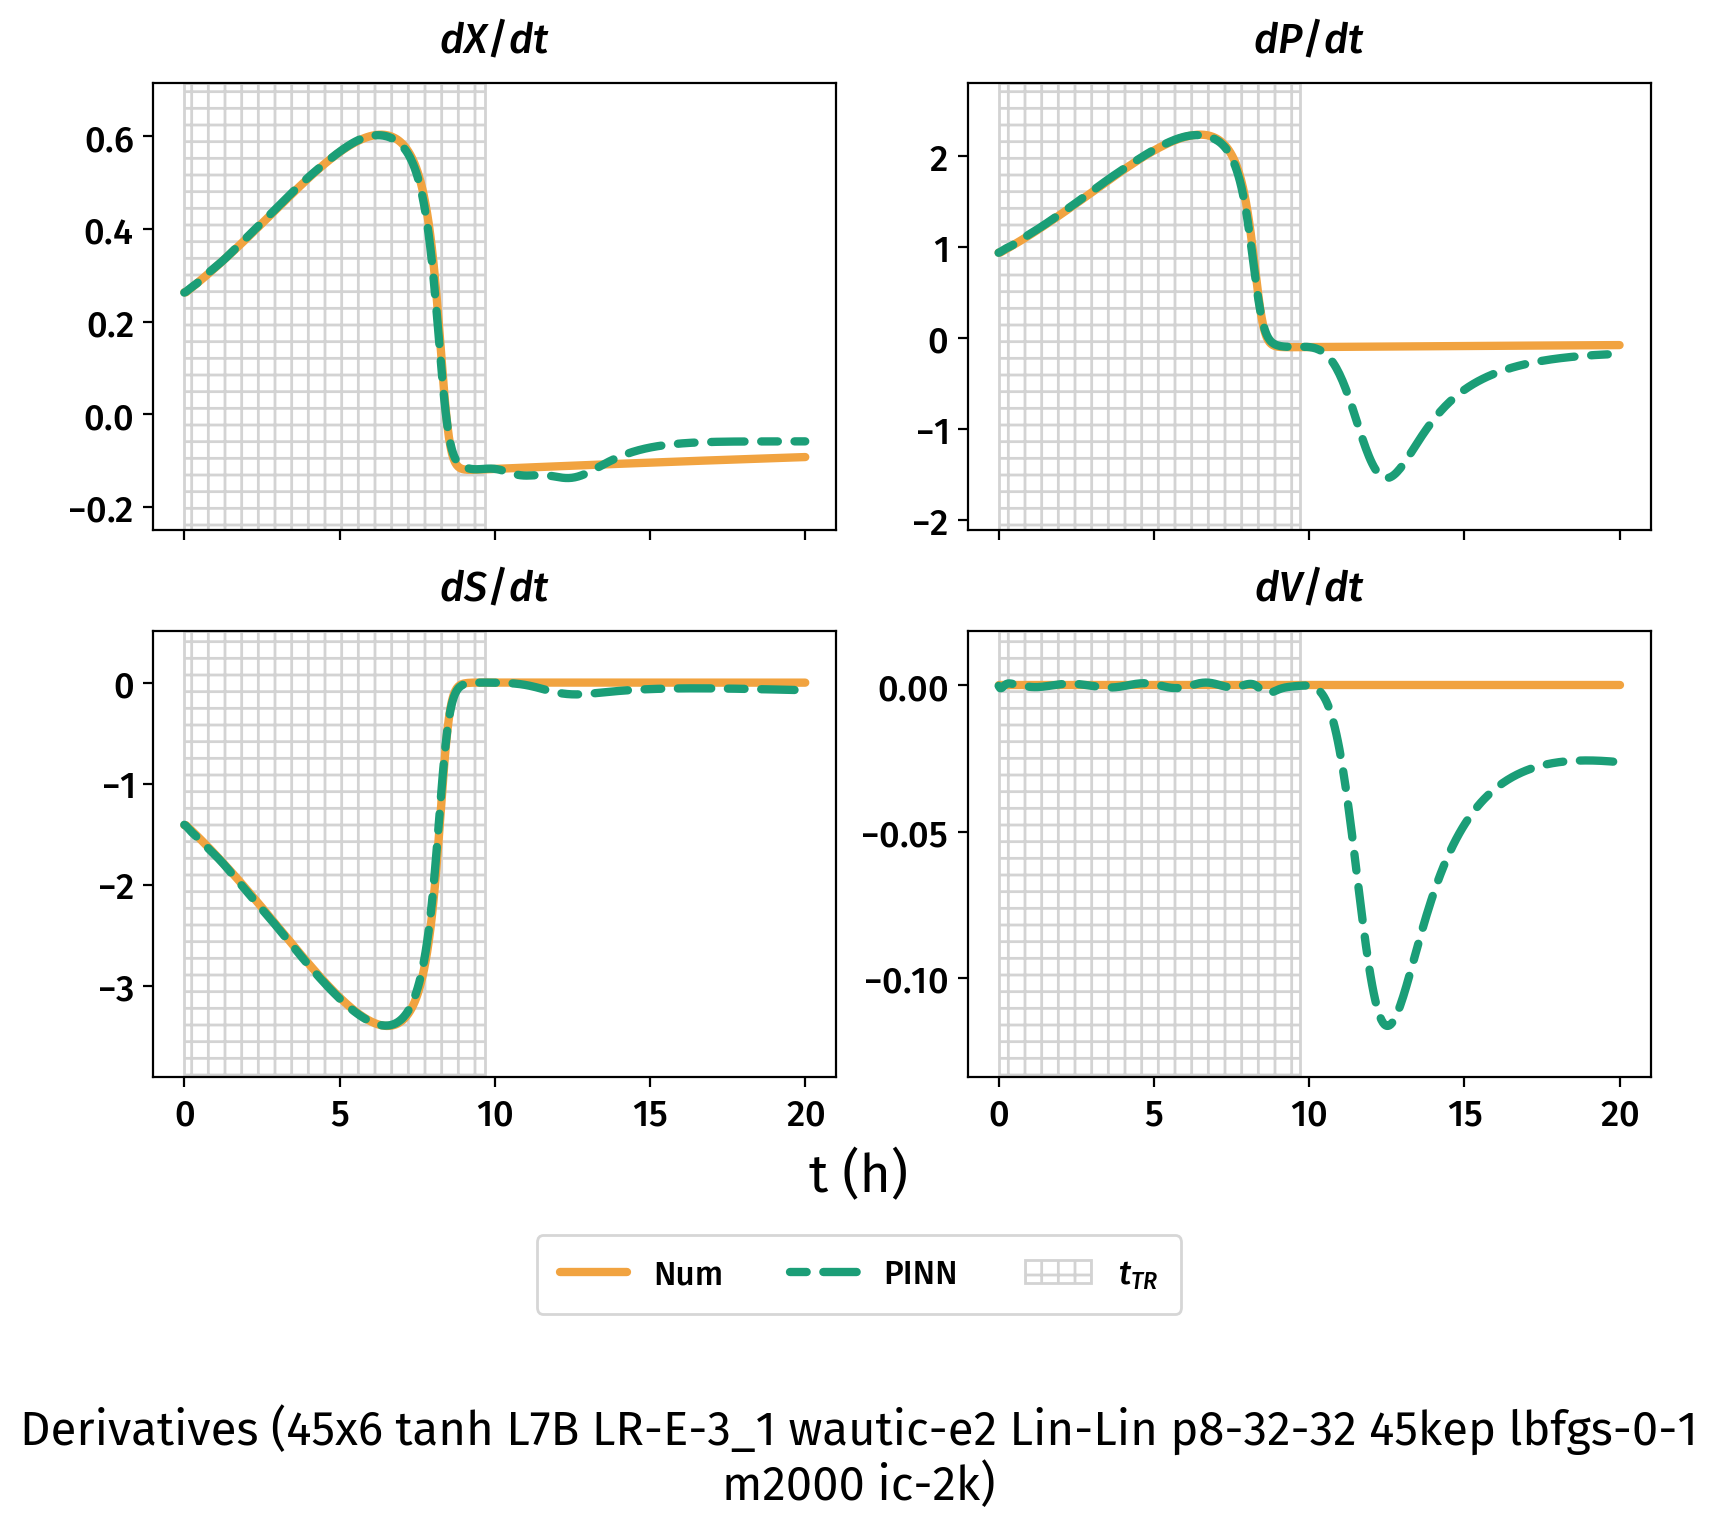 dX/dt
dP/dt
0.6
0.4
0.2
0.0
−0.2
2
1
0
−1
−2
dS/dt
dV/dt
0
−1
−2
−3
0.00
−0.05
−0.10
0 5 10 15 20
0 5 10 15 20
t (h)
Num PINN tTR
Derivatives (45x6 tanh L7B LR-E-3_1 wautic-e2 Lin-Lin p8-32-32 45kep lbfgs-0-1
m2000 ic-2k)